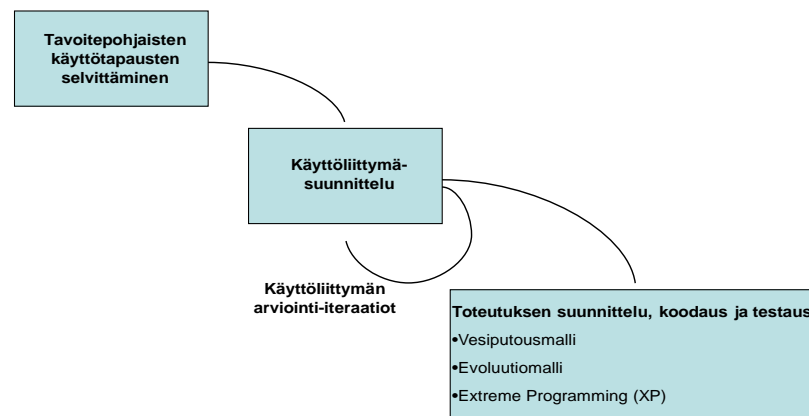 Tavoitepohjaisten
käyttötapausten
selvittäminen
Käyttöliittymä-
suunnittelu
Käyttöliittymän
arviointi-iteraatiot
Toteutuksen suunnittelu, koodaus ja testaus
•Vesiputousmalli
•Evoluutiomalli
•Extreme Programming (XP)